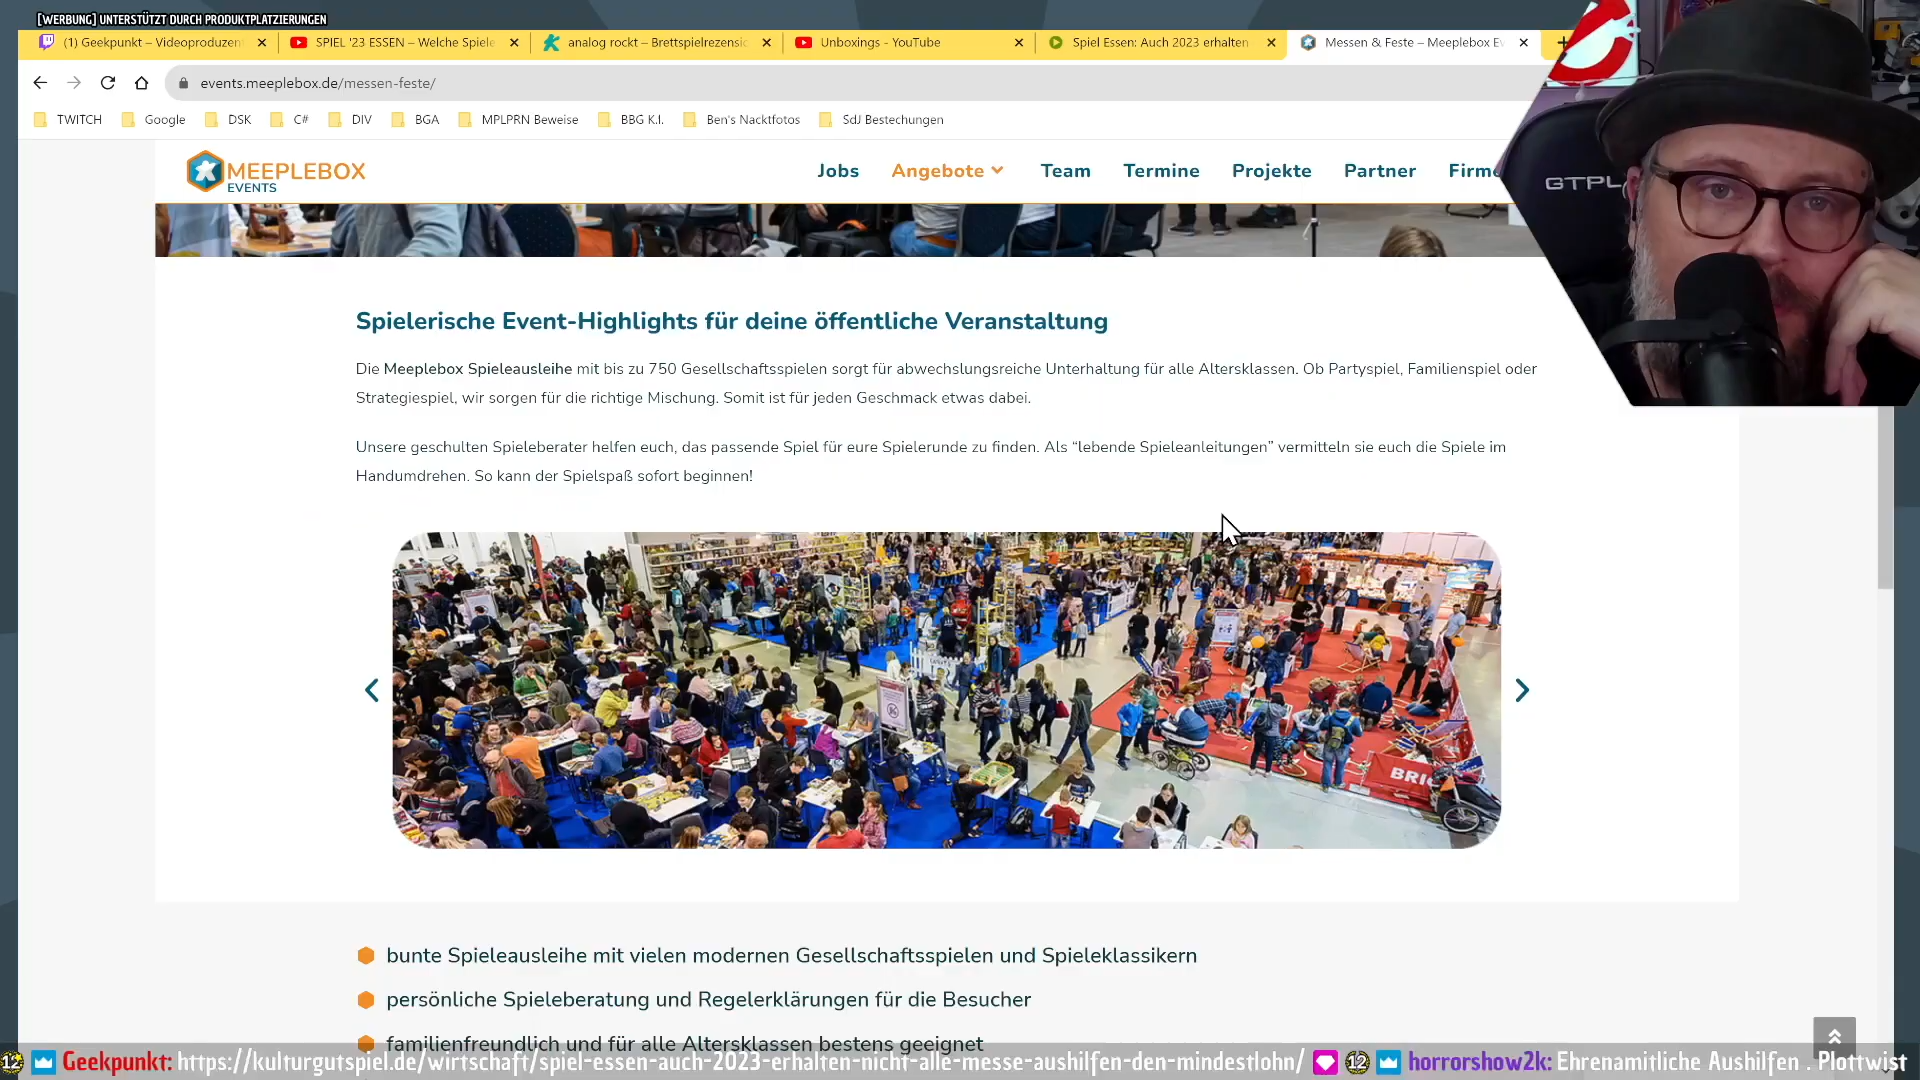 [WERBUNG] UNTERSTÜTZT DURCH PRODUKTPLATZIERUNGEN
(1) Geekpunkt – Videoproduzent
SPIEL '23 ESSEN – Welche Spiele
analog rockt – Brettspielrezensic
Unboxings - YouTube
Spiel Essen: Auch 2023 erhalten
Messen & Feste – Meeplebox Ev
events.meeplebox.de/messen-feste/
TWITCH Google DSK C# DIV BGA MPLPRN Beweise BBG K.I. Ben's Nacktfotos SdJ Bestechungen
MEEPLEBOX
EVENTS
Jobs Angebote Team Termine Projekte Partner Firme
GTPL
Spielerische Event-Highlights für deine öffentliche Veranstaltung
Die Meeplebox Spieleausleihe mit bis zu 750 Gesellschaftsspielen sorgt für abwechslungsreiche Unterhaltung für alle Altersklassen. Ob Partyspiel, Familienspiel oder
Strategiespiel, wir sorgen für die richtige Mischung. Somit ist für jeden Geschmack etwas dabei.
Unsere geschulten Spieleberater helfen euch, das passende Spiel für eure Spielerunde zu finden. Als “lebende Spieleanleitungen” vermitteln sie euch die Spiele im
Handumdrehen. So kann der Spielspaß sofort beginnen!
BRI
bunte Spieleausleihe mit vielen modernen Gesellschaftsspielen und Spieleklassikern
persönliche Spieleberatung und Regelerklärungen für die Besucher
familienfreundlich und für alle Altersklassen bestens geeignet
12 Geekpunkt: https://kulturgutspiel.de/wirtschaft/spiel-essen-auch-2023-erhalten-nicht-alle-messe-aushilfen-den-mindestlohn/ 12 horrorshow2k: Ehrenamitliche Aushilfen . Plottwist